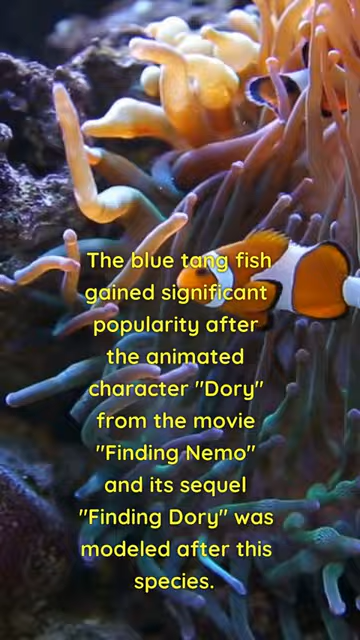 The blue tang fish
gained significant
popularity after
the animated
character "Dory"
from the movie
"Finding Nemo"
and its sequel
"Finding Dory" was
modeled after this
species.